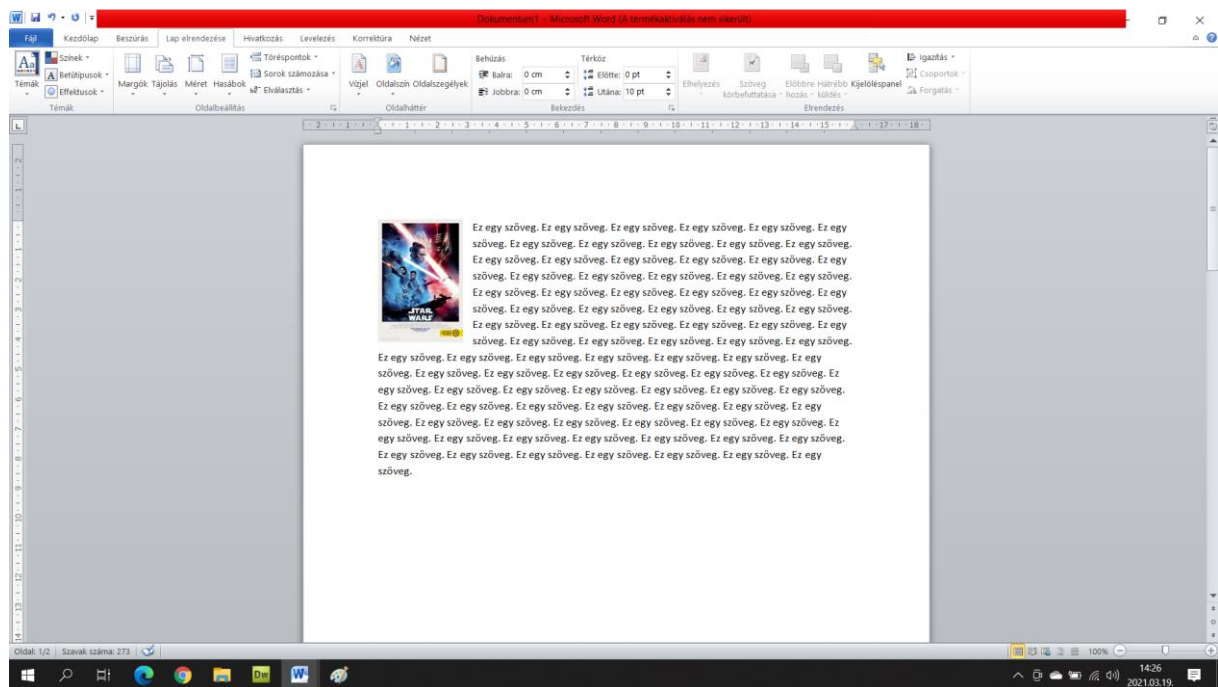 Dokumentum1 - Microsoft Word (A termékaktiválás nem sikerült)
Fájl Kezdőlap Beszúrás Lap elrendezése Hivatkozás Levelezés Korrektúra Nézet
Színek Töréspontok Behúzás Térköz Igazítás
Betűtípusok Sorok számozása Balra: 0 cm Előtte: 0 pt Csoportok
Témák Effektusok Margók Tájolás Méret Hasábok Elválasztás Vízjel Oldalszín Oldalszegélyek Jobbra: 0 cm Utána: 10 pt Elhelyezés Szöveg körbefuttatása Előbbre hozás Hátrébb küldés Kijelöléspanel Forgatás
Témák Oldalbeállítás Oldalháttér Bekezdés Elrendezés
Ez egy szöveg. Ez egy szöveg. Ez egy szöveg. Ez egy szöveg. Ez egy szöveg. Ez egy
szöveg. Ez egy szöveg. Ez egy szöveg. Ez egy szöveg. Ez egy szöveg. Ez egy szöveg.
Ez egy szöveg. Ez egy szöveg. Ez egy szöveg. Ez egy szöveg. Ez egy szöveg. Ez egy
szöveg. Ez egy szöveg. Ez egy szöveg. Ez egy szöveg. Ez egy szöveg. Ez egy szöveg.
Ez egy szöveg. Ez egy szöveg. Ez egy szöveg. Ez egy szöveg. Ez egy szöveg. Ez egy
szöveg. Ez egy szöveg. Ez egy szöveg. Ez egy szöveg. Ez egy szöveg. Ez egy szöveg.
Ez egy szöveg. Ez egy szöveg. Ez egy szöveg. Ez egy szöveg. Ez egy szöveg. Ez egy
szöveg. Ez egy szöveg. Ez egy szöveg. Ez egy szöveg. Ez egy szöveg. Ez egy szöveg.
STAR
WARS
Ez egy szöveg. Ez egy szöveg. Ez egy szöveg. Ez egy szöveg. Ez egy szöveg. Ez egy szöveg. Ez egy
szöveg. Ez egy szöveg. Ez egy szöveg. Ez egy szöveg. Ez egy szöveg. Ez egy szöveg. Ez egy szöveg. Ez
egy szöveg. Ez egy szöveg. Ez egy szöveg. Ez egy szöveg. Ez egy szöveg. Ez egy szöveg. Ez egy szöveg.
Ez egy szöveg. Ez egy szöveg. Ez egy szöveg. Ez egy szöveg. Ez egy szöveg. Ez egy szöveg. Ez egy
szöveg. Ez egy szöveg. Ez egy szöveg. Ez egy szöveg. Ez egy szöveg. Ez egy szöveg. Ez egy szöveg. Ez
egy szöveg. Ez egy szöveg. Ez egy szöveg. Ez egy szöveg. Ez egy szöveg. Ez egy szöveg. Ez egy szöveg.
Ez egy szöveg. Ez egy szöveg. Ez egy szöveg. Ez egy szöveg. Ez egy szöveg. Ez egy szöveg. Ez egy
szöveg.
Oldal: 1/2 Szavak száma: 273 100%
Dw W 14:26
2021.03.19.